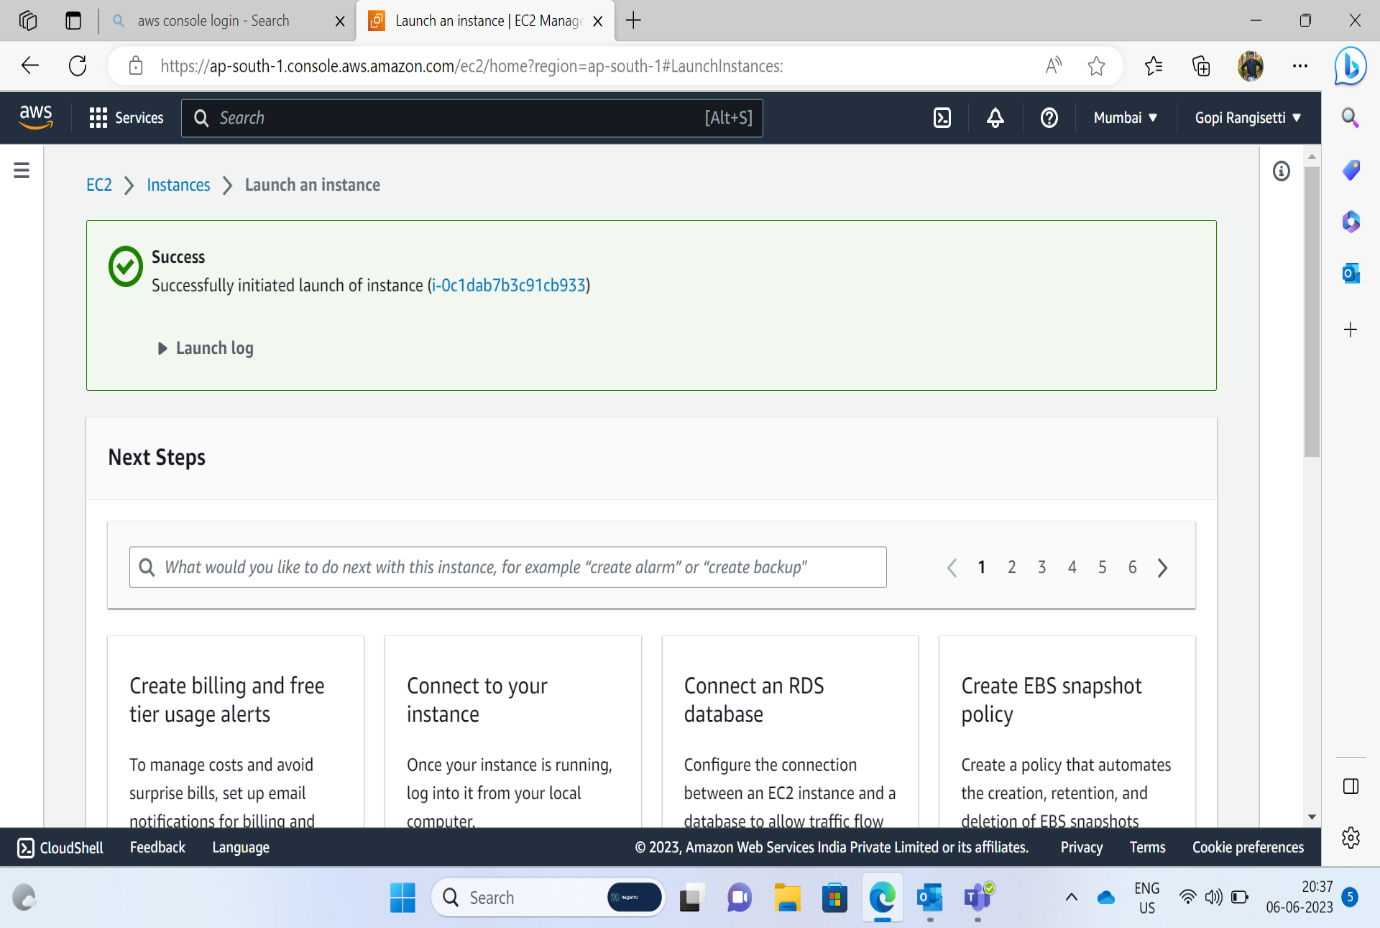 aws console login - Search
Launch an instance | EC2 Manag
https://ap-south-1.console.aws.amazon.com/ec2/home?region=ap-south-1#LaunchInstances:
aws
Services
Search
[Alt+S]
Mumbai
Gopi Rangisetti
EC2
Instances
Launch an instance
Success
Successfully initiated launch of instance (i-0c1dab7b3c91cb933)
Launch log
Next Steps
What would you like to do next with this instance, for example “create alarm” or “create backup"
1 2 3 4 5 6
Create billing and free
tier usage alerts
To manage costs and avoid
surprise bills, set up email
notifications for billing and
Connect to your
instance
Once your instance is running,
log into it from your local
computer.
Connect an RDS
database
Configure the connection
between an EC2 instance and a
database to allow traffic flow
Create EBS snapshot
policy
Create a policy that automates
the creation, retention, and
deletion of EBS snapshots
CloudShell
Feedback
Language
© 2023, Amazon Web Services India Private Limited or its affiliates.
Privacy
Terms
Cookie preferences
Search
ENG
US
20:37
06-06-2023
5